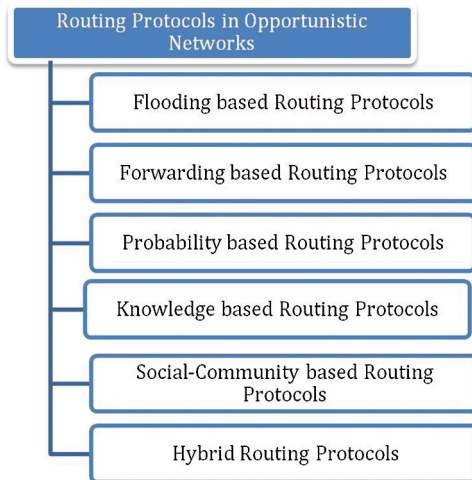 Routing Protocols in Opportunistic
Networks
Flooding based Routing Protocols
Forwarding based Routing Protocols
Probability based Routing Protocols
Knowledge based Routing Protocols
Social-Community based Routing
Protocols
Hybrid Routing Protocols